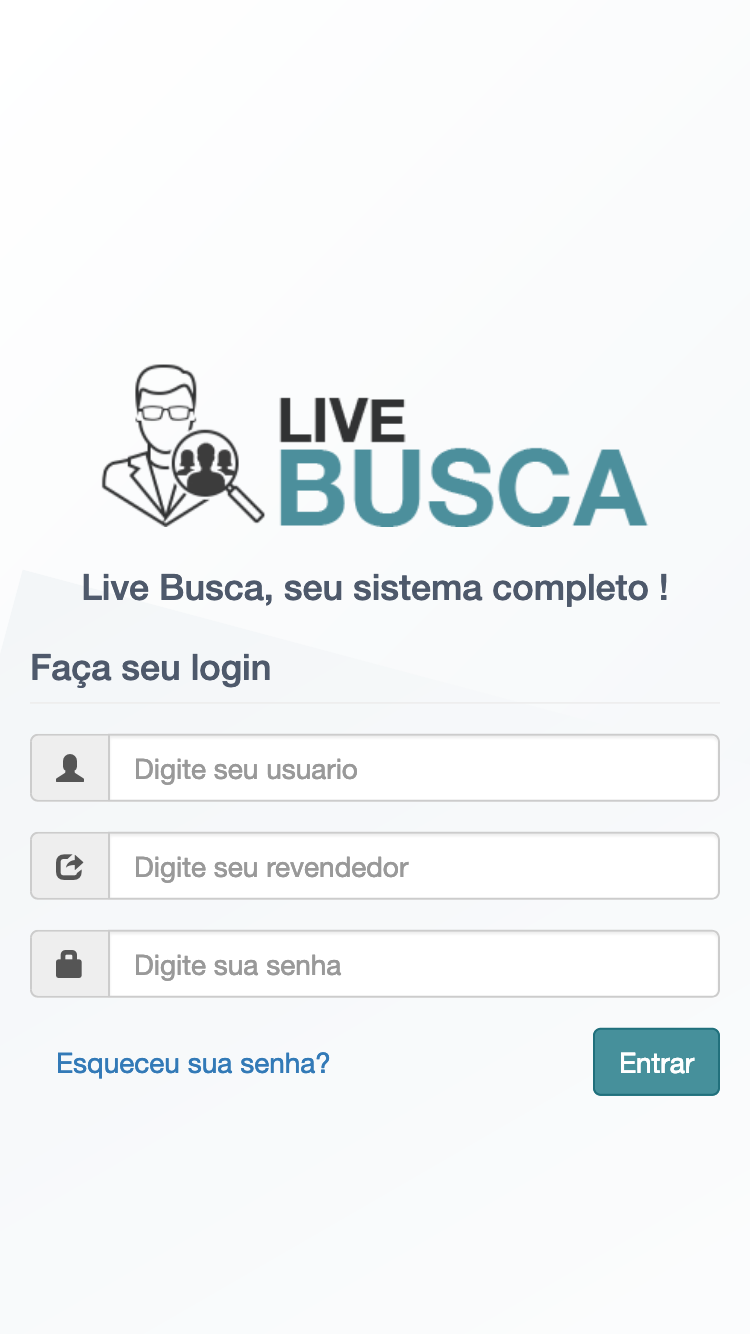 LIVE
BUSCA
Live Busca, seu sistema completo !
Faça seu login
Digite seu usuario
Digite seu revendedor
Digite sua senha
Esqueceu sua senha?
Entrar